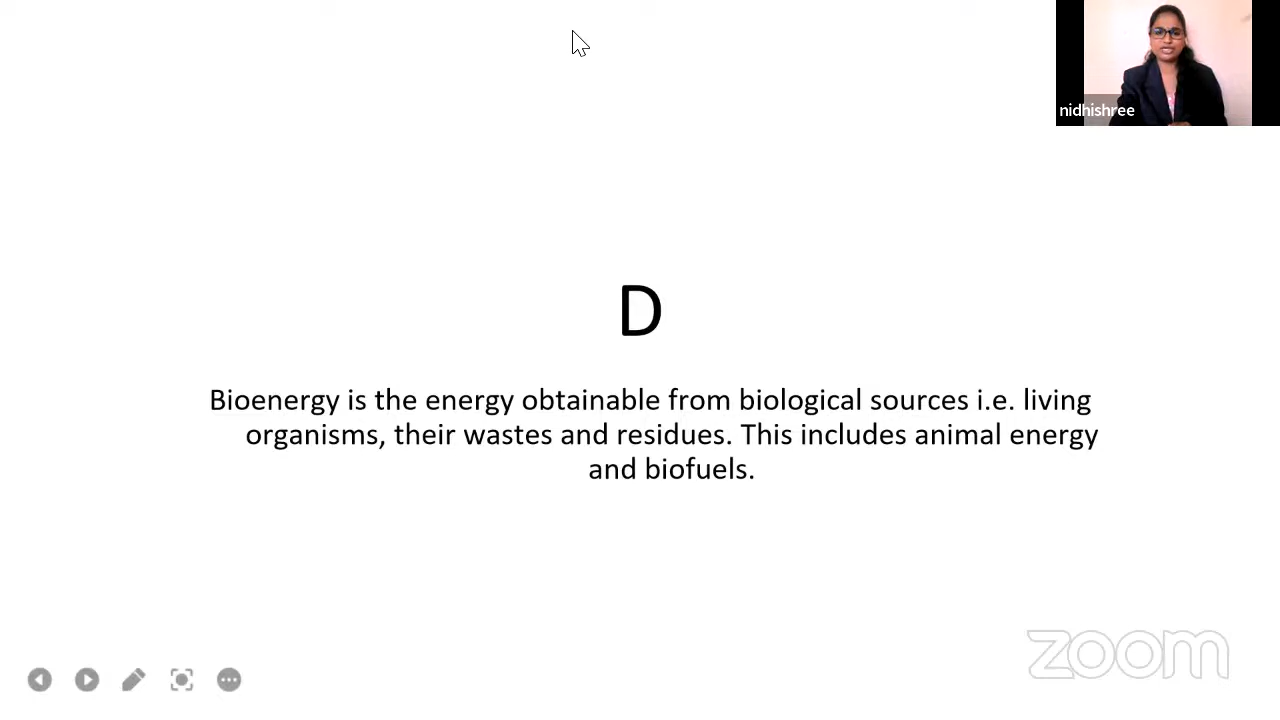 nidhishree
D
Bioenergy is the energy obtainable from biological sources i.e. living
organisms, their wastes and residues. This includes animal energy
and biofuels.
zoom